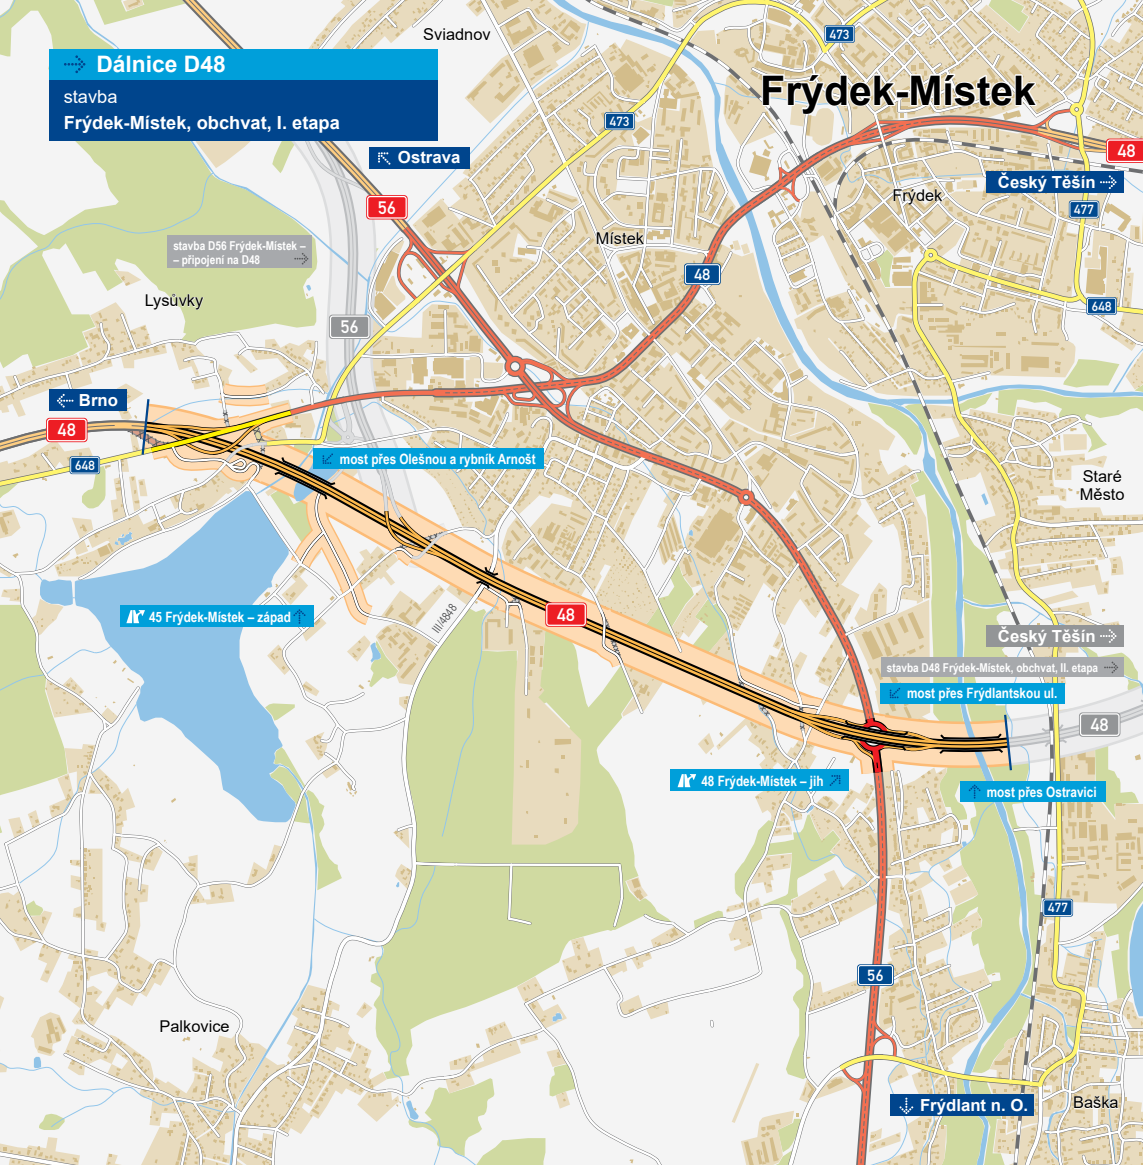 Dálnice D48
stavba
Frýdek-Místek, obchvat, I. etapa
Sviadnov
473
Frýdek-Místek
473
Ostrava
48
Český Těšín
56
Frýdek
477
Místek
stavba D56 Frýdek-Místek –
– připojení na D48
48
Lysůvky
648
56
Brno
48
648
most přes Olešnou a rybník Arnošt
Staré
Město
45 Frýdek-Místek – západ
III/4848
48
Český Těšín
stavba D48 Frýdek-Místek, obchvat, II. etapa
most přes Frýdlantskou ul.
48
48 Frýdek-Místek – jih
most přes Ostravici
477
56
Palkovice
Frýdlant n. O.
Baška